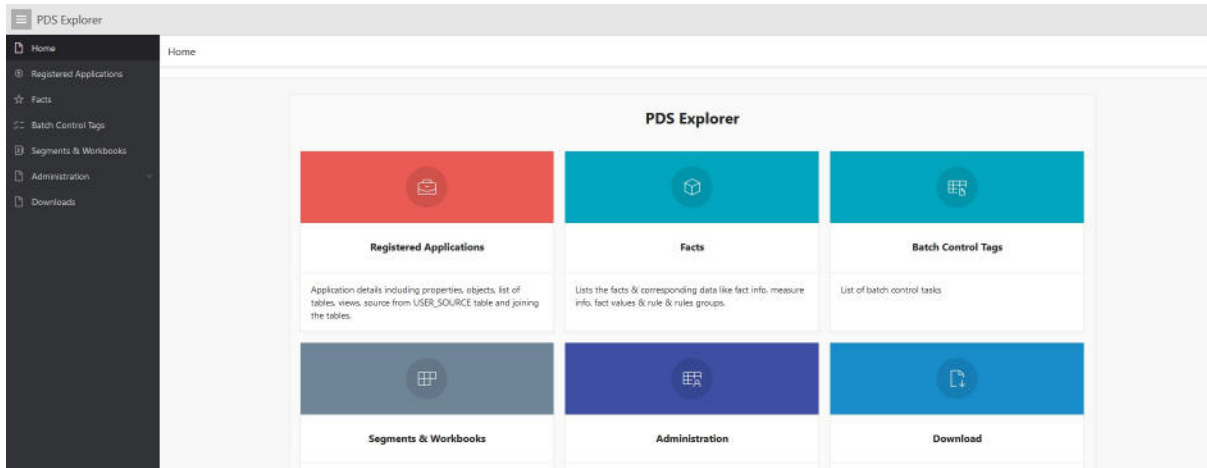 PDS Explorer
Home
Registered Applications
Facts
Batch Control Tags
Segments & Workbooks
Administration
Downloads
Home
PDS Explorer
Registered Applications
Application details including properties, objects, list of
tables, views, source from USER_SOURCE table and joining
the tables.
Facts
Lists the facts & corresponding data like fact info, measure
info, fact values & rule & rules groups.
Batch Control Tags
List of batch control tasks
Segments & Workbooks
Administration
Download